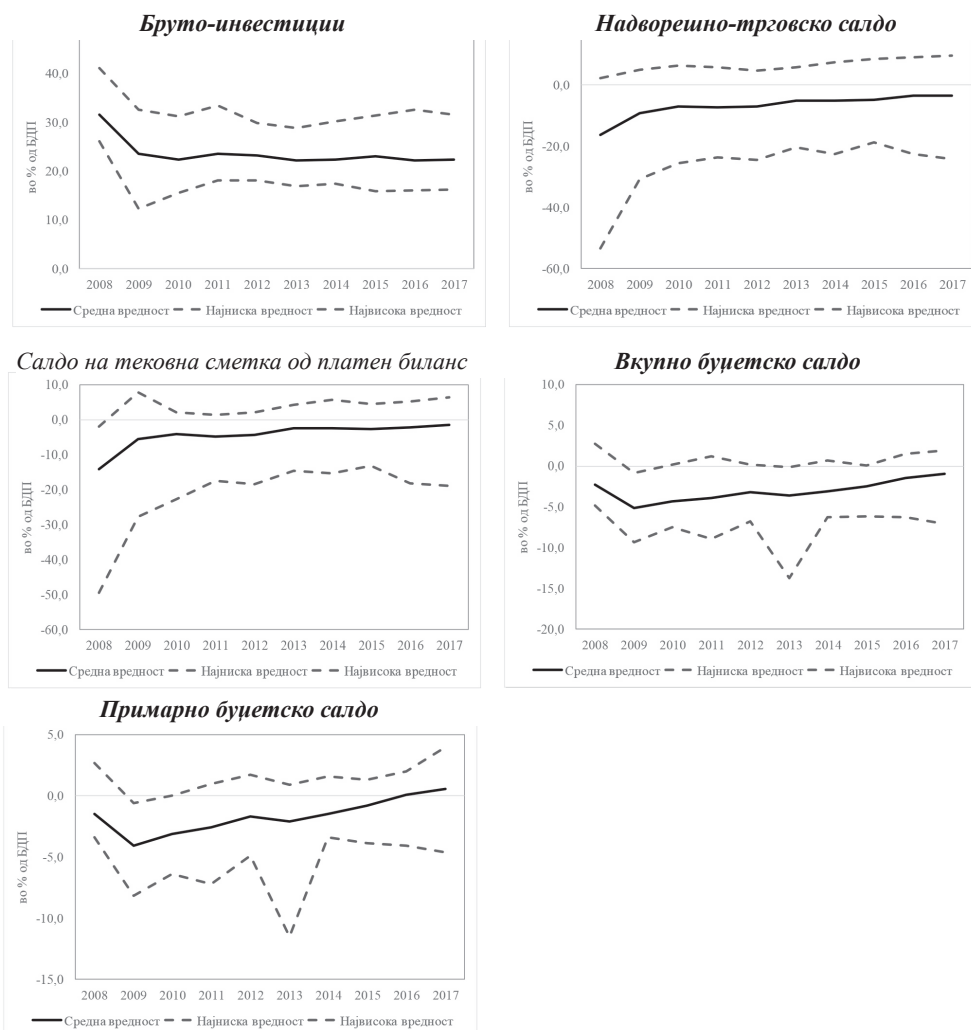 Бруто-инвестиции
во % од БДП
40,0
30,0
20,0
10,0
0,0
2008 2009 2010 2011 2012 2013 2014 2015 2016 2017
Средна вредност Најниска вредност Највисока вредност
Надворешно-трговско салдо
во % од БДП
0,0
-20,0
-40,0
-60,0
2008 2009 2010 2011 2012 2013 2014 2015 2016 2017
Средна вредност Најниска вредност Највисока вредност
Салдо на тековна сметка од платен биланс
во % од БДП
10,0
0,0
-10,0
-20,0
-30,0
-40,0
-50,0
-60,0
2008 2009 2010 2011 2012 2013 2014 2015 2016 2017
Средна вредност Најниска вредност Највисока вредност
Вкупно буџетско салдо
во % од БДП
10,0
5,0
0,0
-5,0
-10,0
-15,0
-20,0
2008 2009 2010 2011 2012 2013 2014 2015 2016 2017
Средна вредност Најниска вредност Највисока вредност
Примарно буџетско салдо
во % од БДП
5,0
0,0
-5,0
-10,0
-15,0
2008 2009 2010 2011 2012 2013 2014 2015 2016 2017
Средна вредност Најниска вредност Највисока вредност